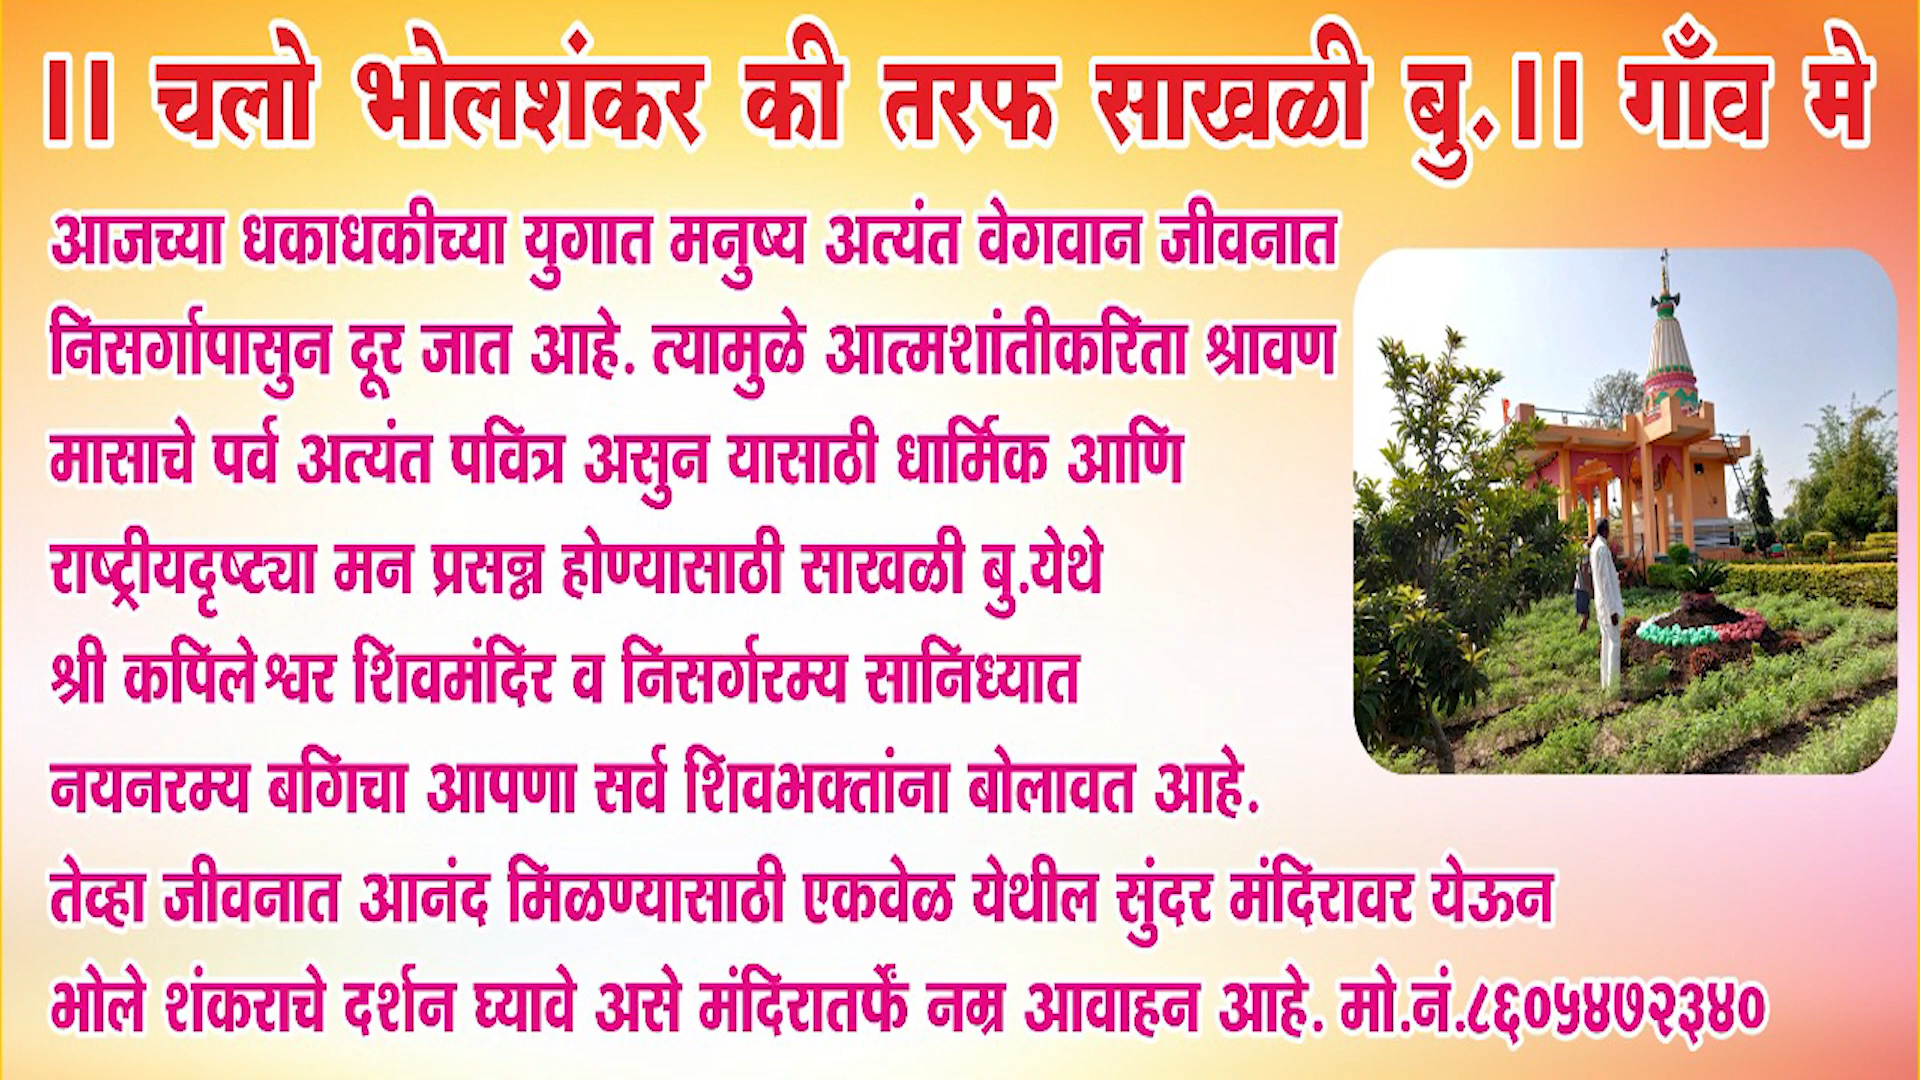 ।। चलो भोलशंकर की तरफ साखळी बु.।। गाँव मे
आजच्या धकाधकीच्या युगात मनुष्य अत्यंत वेगवान जीवनात
निसर्गापासुन दूर जात आहे. त्यामुळे आत्मशांतीकरिता श्रावण
मासाचे पर्व अत्यंत पवित्र असुन यासाठी धार्मिक आणि
राष्ट्रीयदृष्ट्या मन प्रसन्न होण्यासाठी साखळी बु.येथे
श्री कपिलेश्वर शिवमंदिर व निसर्गरम्य सानिध्यात
नयनरम्य बगिचा आपणा सर्व शिवभक्तांना बोलावत आहे.
तेव्हा जीवनात आनंद मिळण्यासाठी एकवेळ येथील सुंदर मंदिरावर येऊन
भोले शंकराचे दर्शन घ्यावे असे मंदिरातर्फे नम्र आवाहन आहे. मो.नं.८६०५४७२३४०